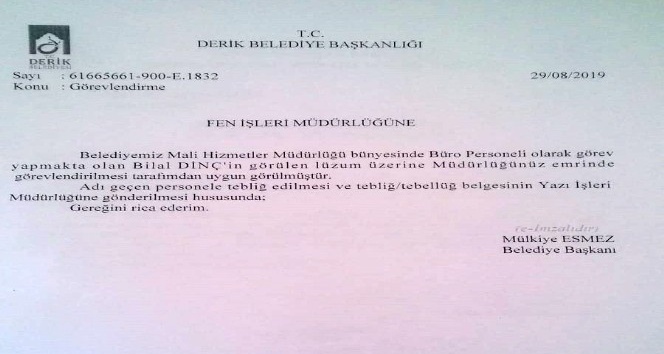 T.C.
DERİK BELEDİYE BAŞKANLIĞI
DERİK
BELEDİYESİ
Sayı : 61665661-900-E.1832
29/08/2019
Konu : Görevlendirme
FEN İŞLERİ MÜDÜRLÜĞÜNE
Belediyemiz Mali Hizmetler Müdürlüğü bünyesinde Büro Personeli olarak görev
yapmakta olan Bilal DİNÇ'in görülen lüzum üzerine Müdürlüğünüz emrinde
görevlendirilmesi tarafımdan uygun görülmüştür.
Adı geçen personele tebliğ edilmesi ve tebliğ/tebellüğ belgesinin Yazı İşleri
Müdürlüğüne gönderilmesi hususunda;
Gereğini rica ederim.
(e-imzalıdır)
Mülkiye ESMEZ
Belediye Başkanı